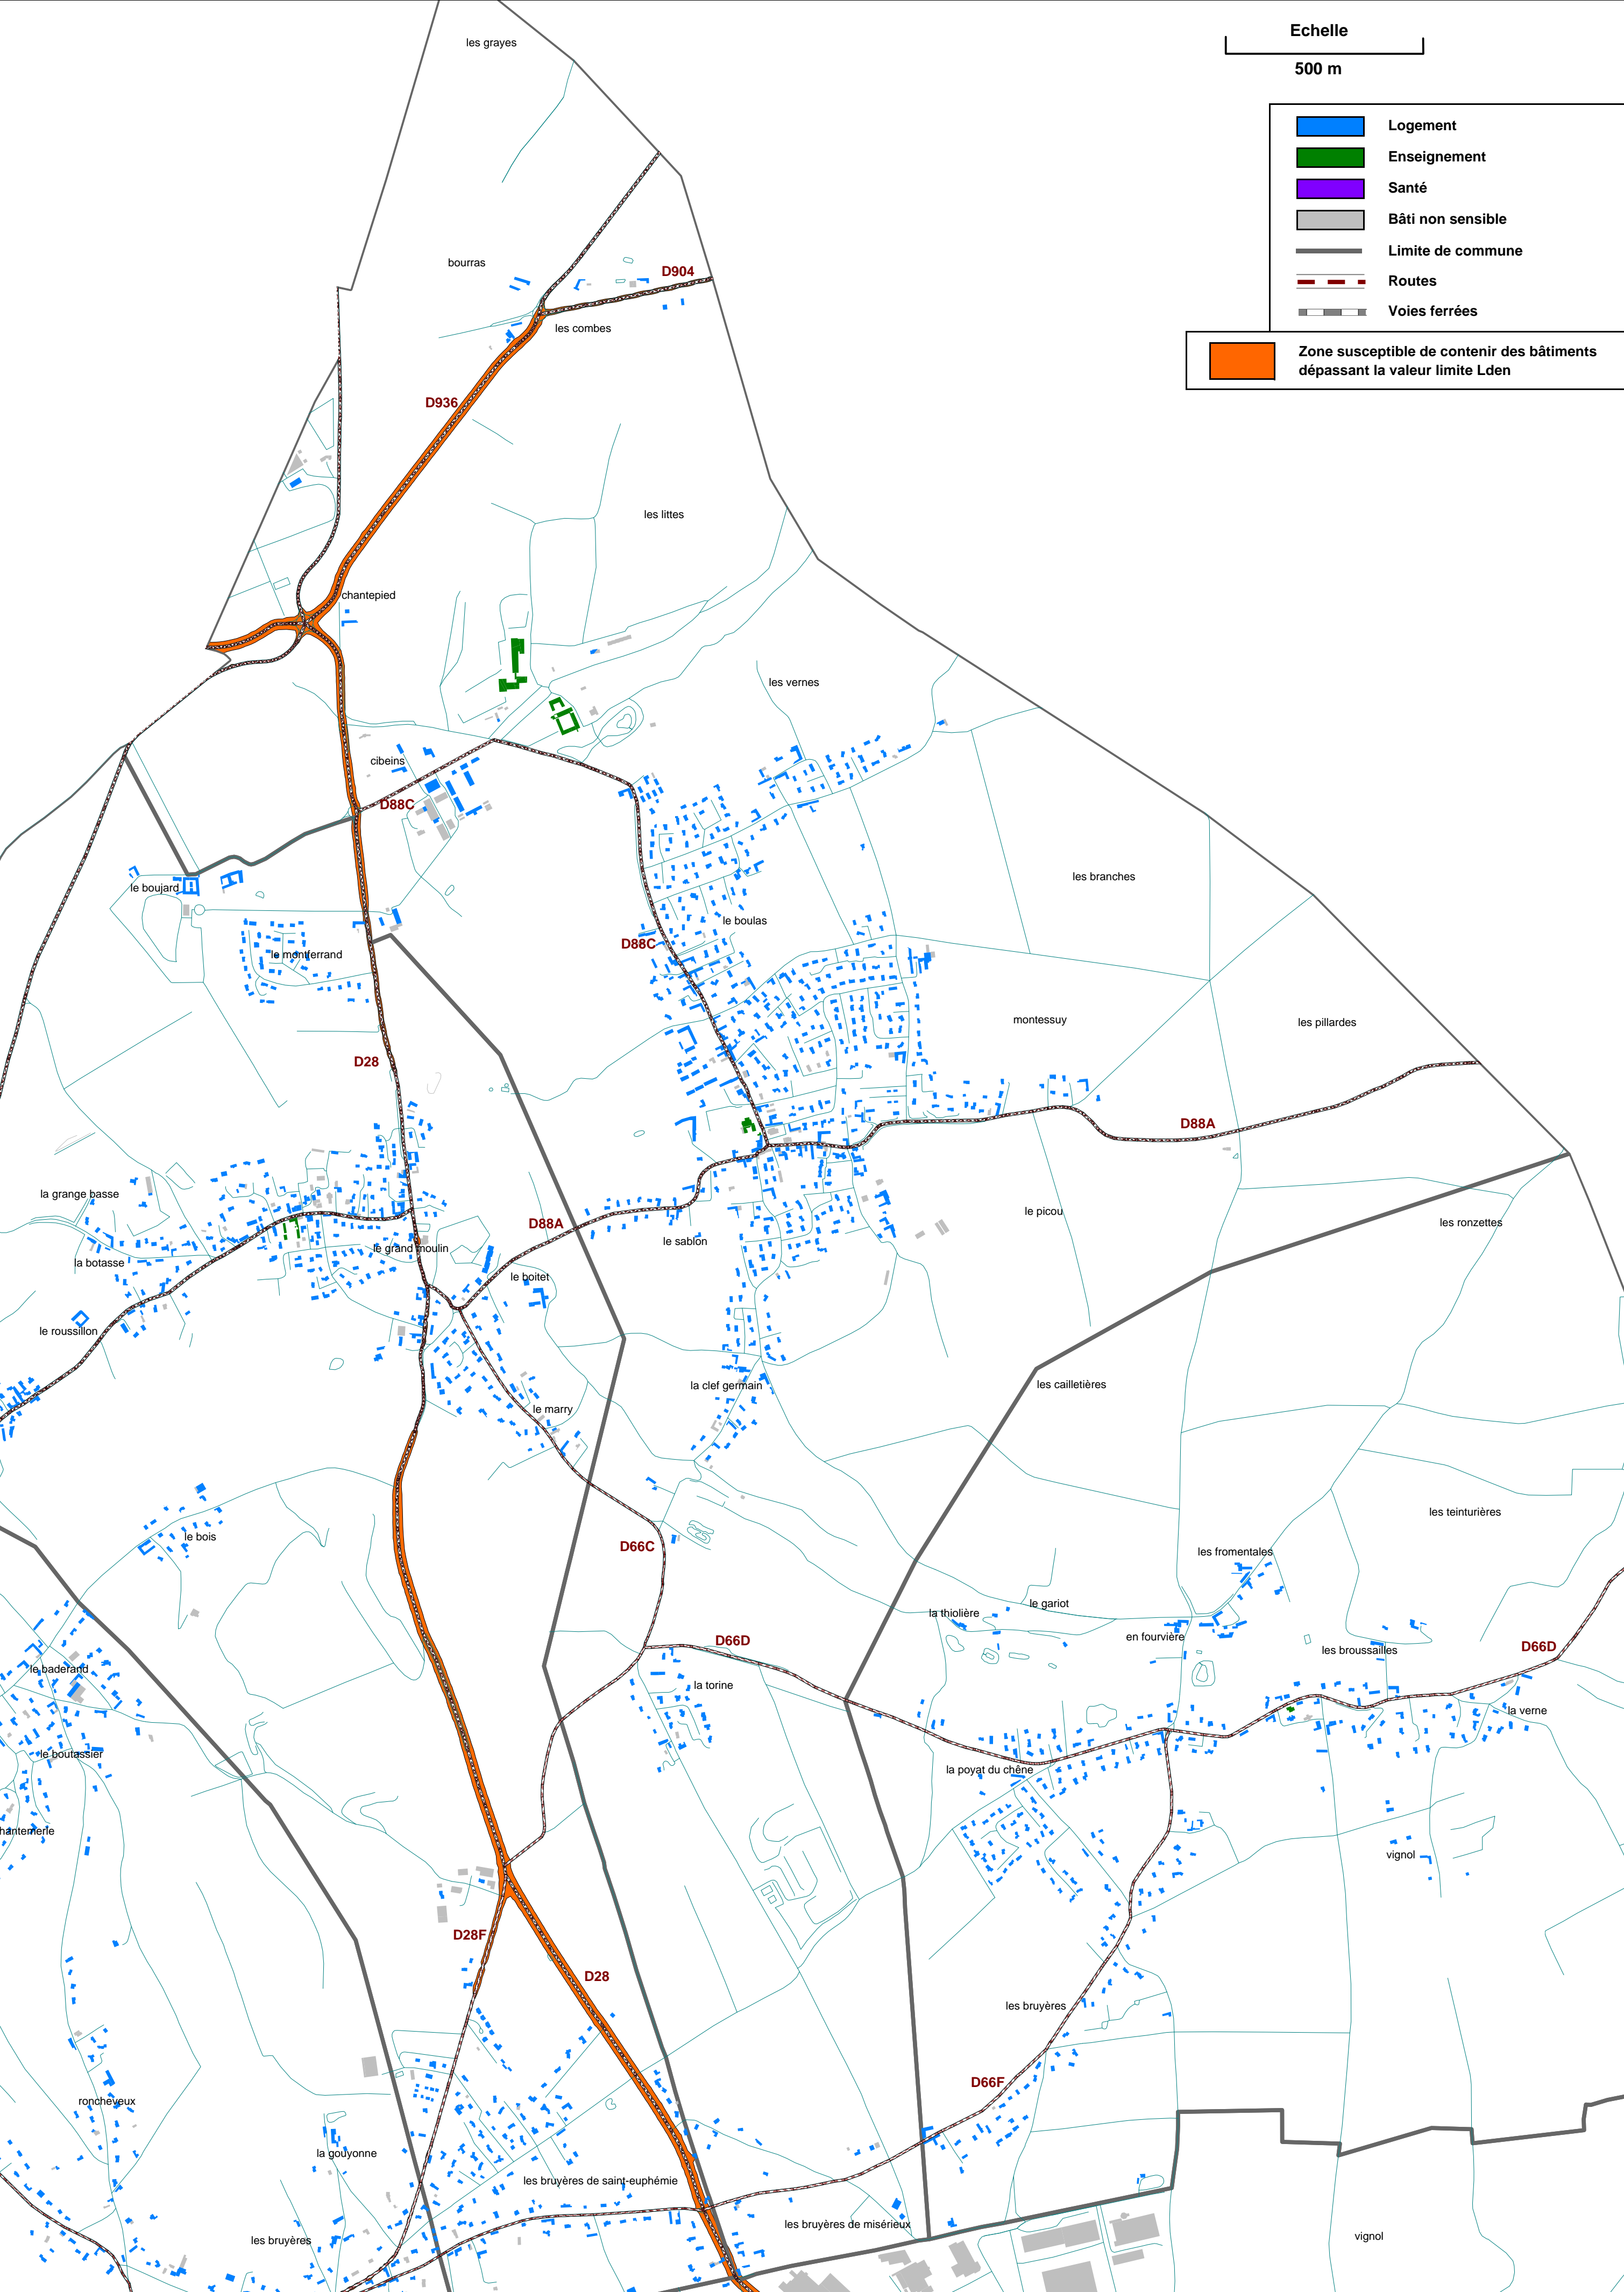 Echelle
500 m
Logement
Enseignement
Santé
Bâti non sensible
Limite de commune
Routes
Voies ferrées
Zone susceptible de contenir des bâtiments
dépassant la valeur limite Lden
les grayes
bourras
D904
les combes
D936
les littes
chantepied
les vernes
cibeins
D88C
le boujard
les branches
le boulas
D88C
le montferrand
montessuy
les pillardes
D28
D88A
la grange basse
le picou
les ronzettes
D88A
le sablon
le grand moulin
la botasse
le boitet
le roussillon
la clef germain
les cailletières
le marry
les teinturières
le bois
D66C
les fromentales
le gariot
la thiolière
en fourvière
D66D
les broussailles
D66D
le baderand
la torine
la verne
le boutassier
la poyat du chêne
hantemerle
vignol
D28F
D28
les bruyères
D66F
roncheveux
la gouyonne
les bruyères de saint-euphémie
les bruyères de misérieux
vignol
les bruyères